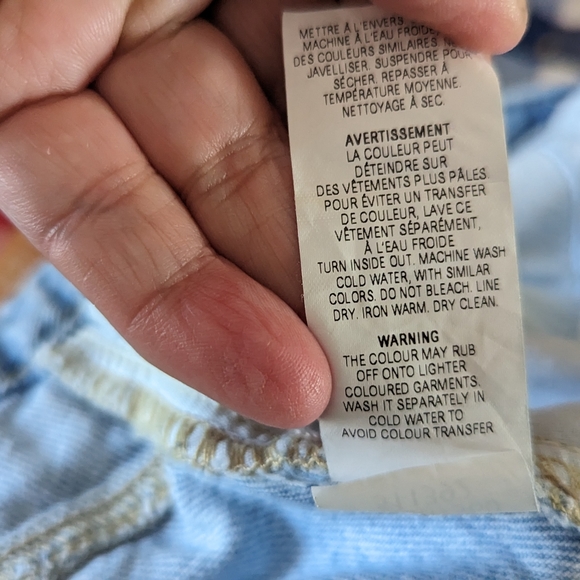 METTRE À L'ENVERS.
MACHINE À L'EAU FROIDE
DES COULEURS SIMILAIRES. NE
JAVELLISER. SUSPENDRE POUR
SÉCHER. REPASSER À
TEMPÉRATURE MOYENNE.
NETTOYAGE À SEC.
AVERTISSEMENT
LA COULEUR PEUT
DÉTEINDRE SUR
DES VÊTEMENTS PLUS PÂLES.
POUR ÉVITER UN TRANSFER
DE COULEUR, LAVE CE
VÊTEMENT SÉPARÉMENT,
À L'EAU FROIDE
TURN INSIDE OUT. MACHINE WASH
COLD WATER, WITH SIMILAR
COLORS. DO NOT BLEACH. LINE
DRY. IRON WARM. DRY CLEAN.
WARNING
THE COLOUR MAY RUB
OFF ONTO LIGHTER
COLOURED GARMENTS.
WASH IT SEPARATELY IN
COLD WATER TO
AVOID COLOUR TRANSFER